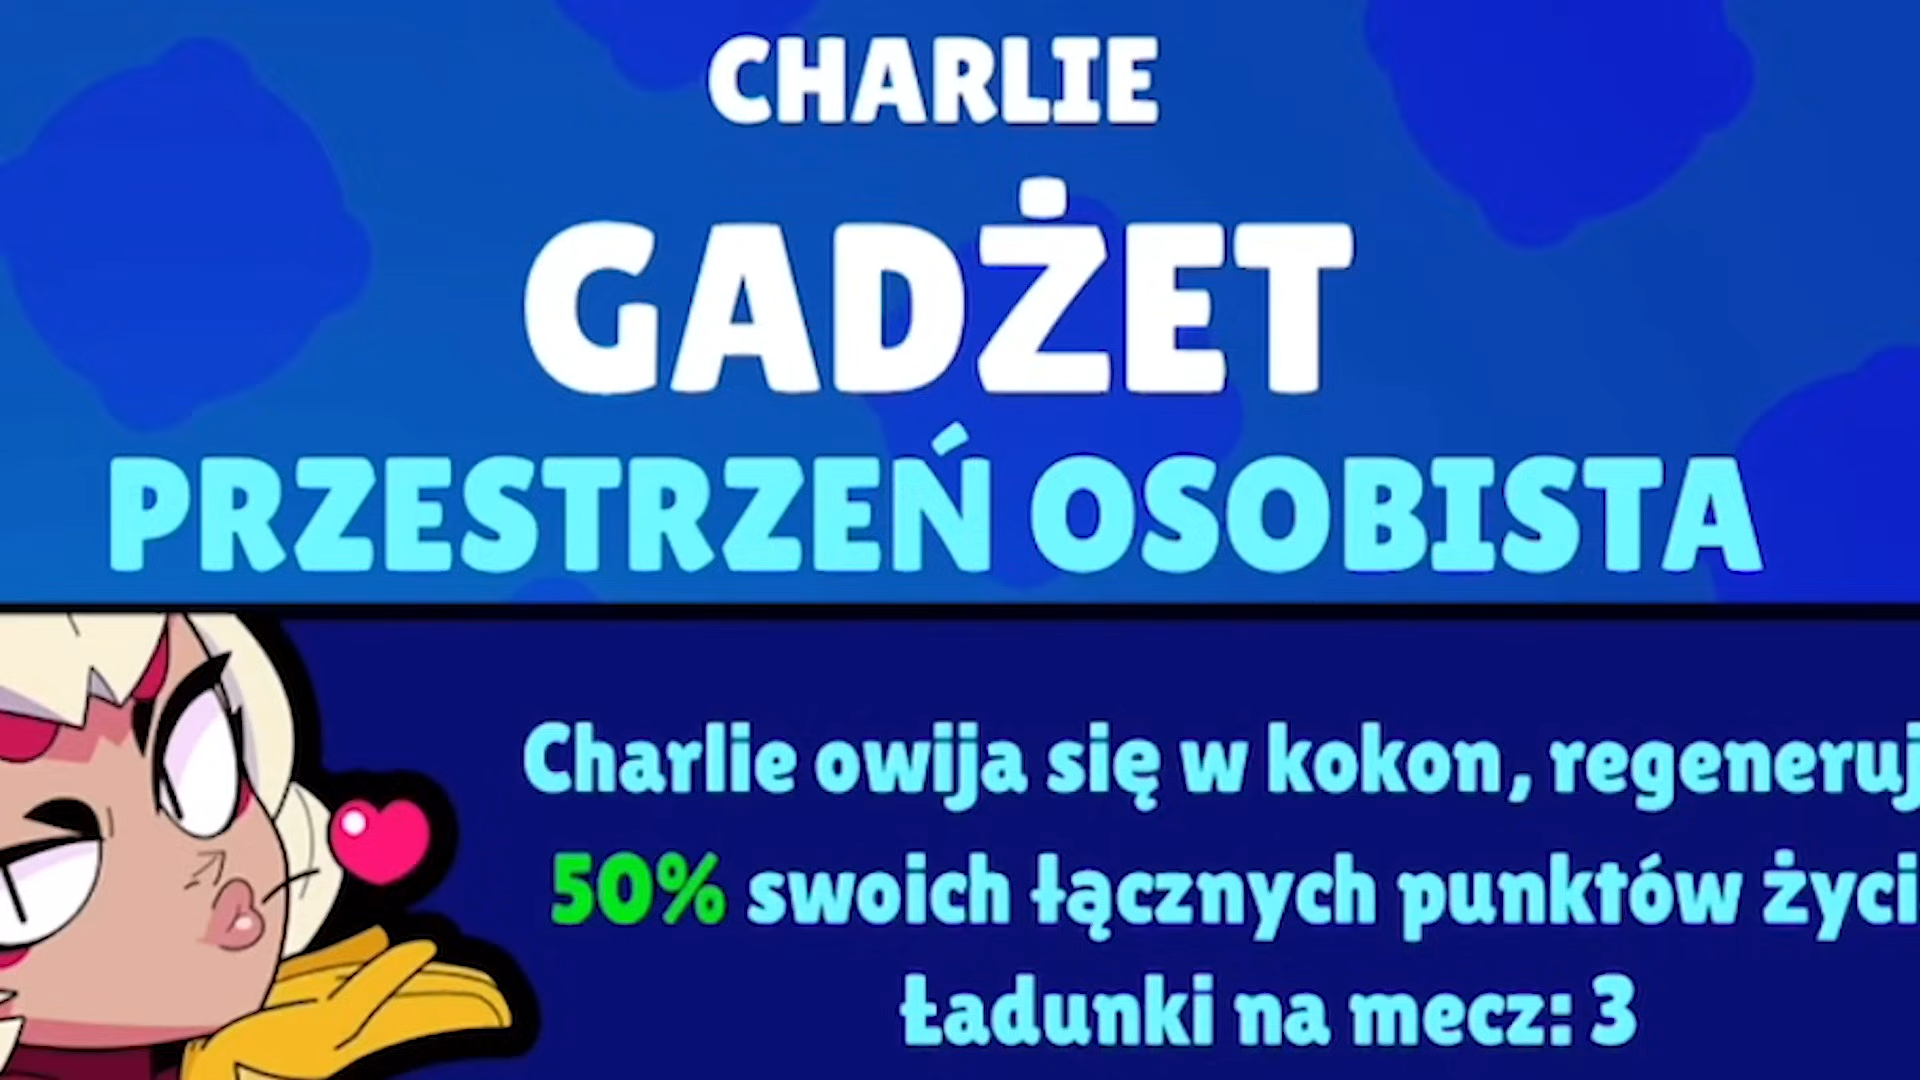 CHARLIE
GADŻET
PRZESTRZEŃ OSOBISTA
Charlie owija się w kokon, regeneruj
50% swoich łącznych punktów życi
Ładunki na mecz: 3